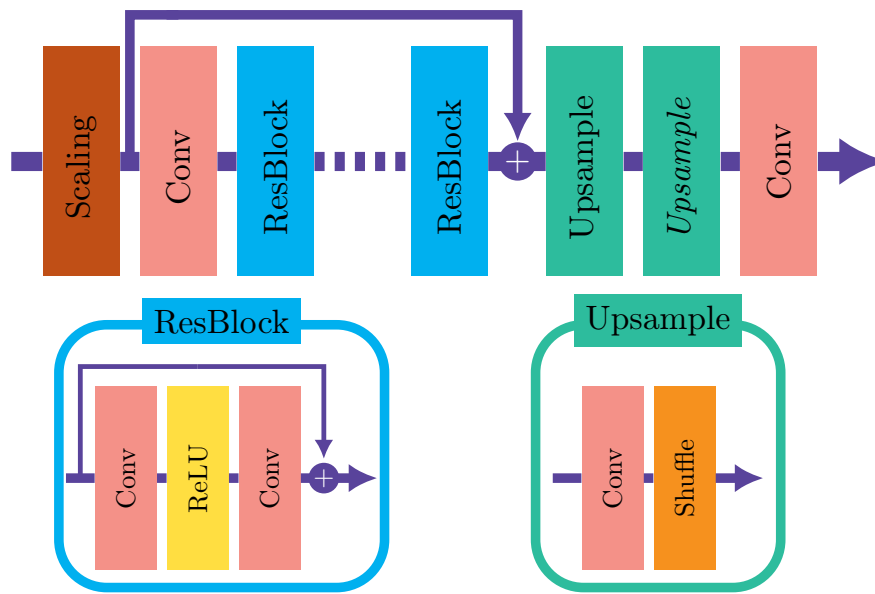 Scaling
Conv
ResBlock
ResBlock
+
Upsample
Upsample
Conv
ResBlock
Conv
ReLU
Conv
+
Upsample
Conv
Shuffle